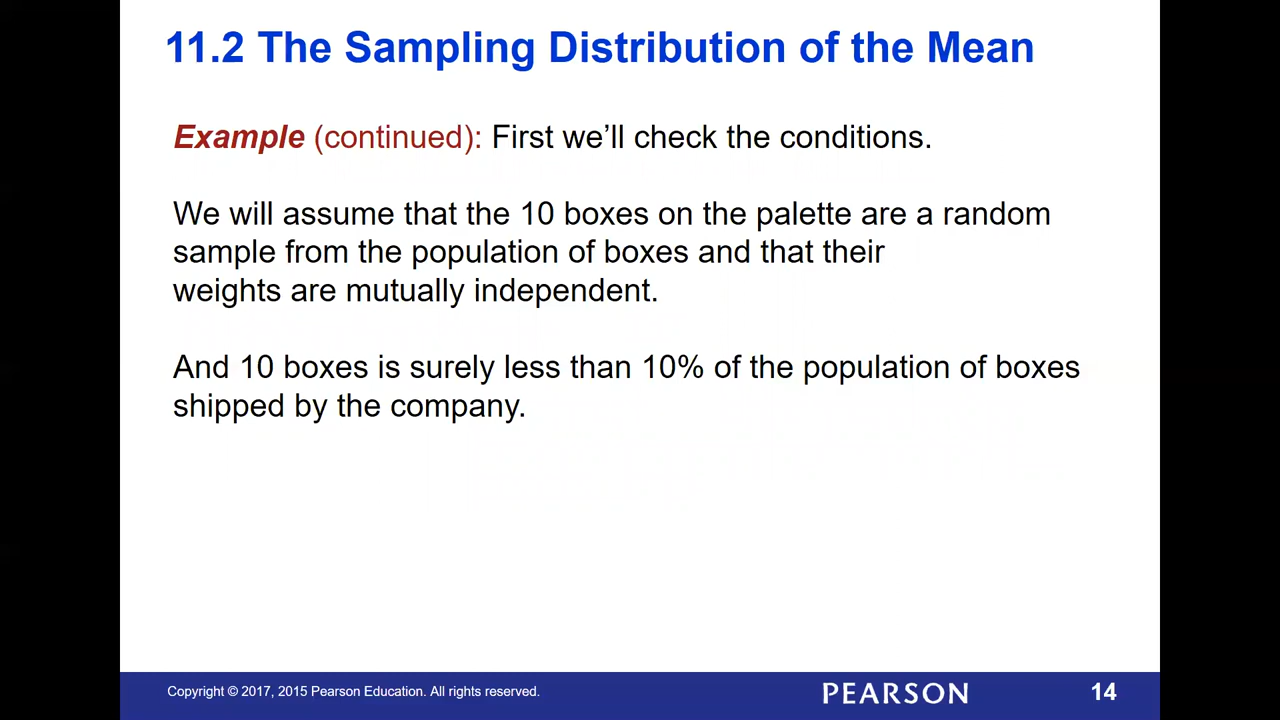 11.2 The Sampling Distribution of the Mean
Example (continued): First we’ll check the conditions.
We will assume that the 10 boxes on the palette are a random
sample from the population of boxes and that their
weights are mutually independent.
And 10 boxes is surely less than 10% of the population of boxes
shipped by the company.
Copyright © 2017, 2015 Pearson Education. All rights reserved.
PEARSON
14